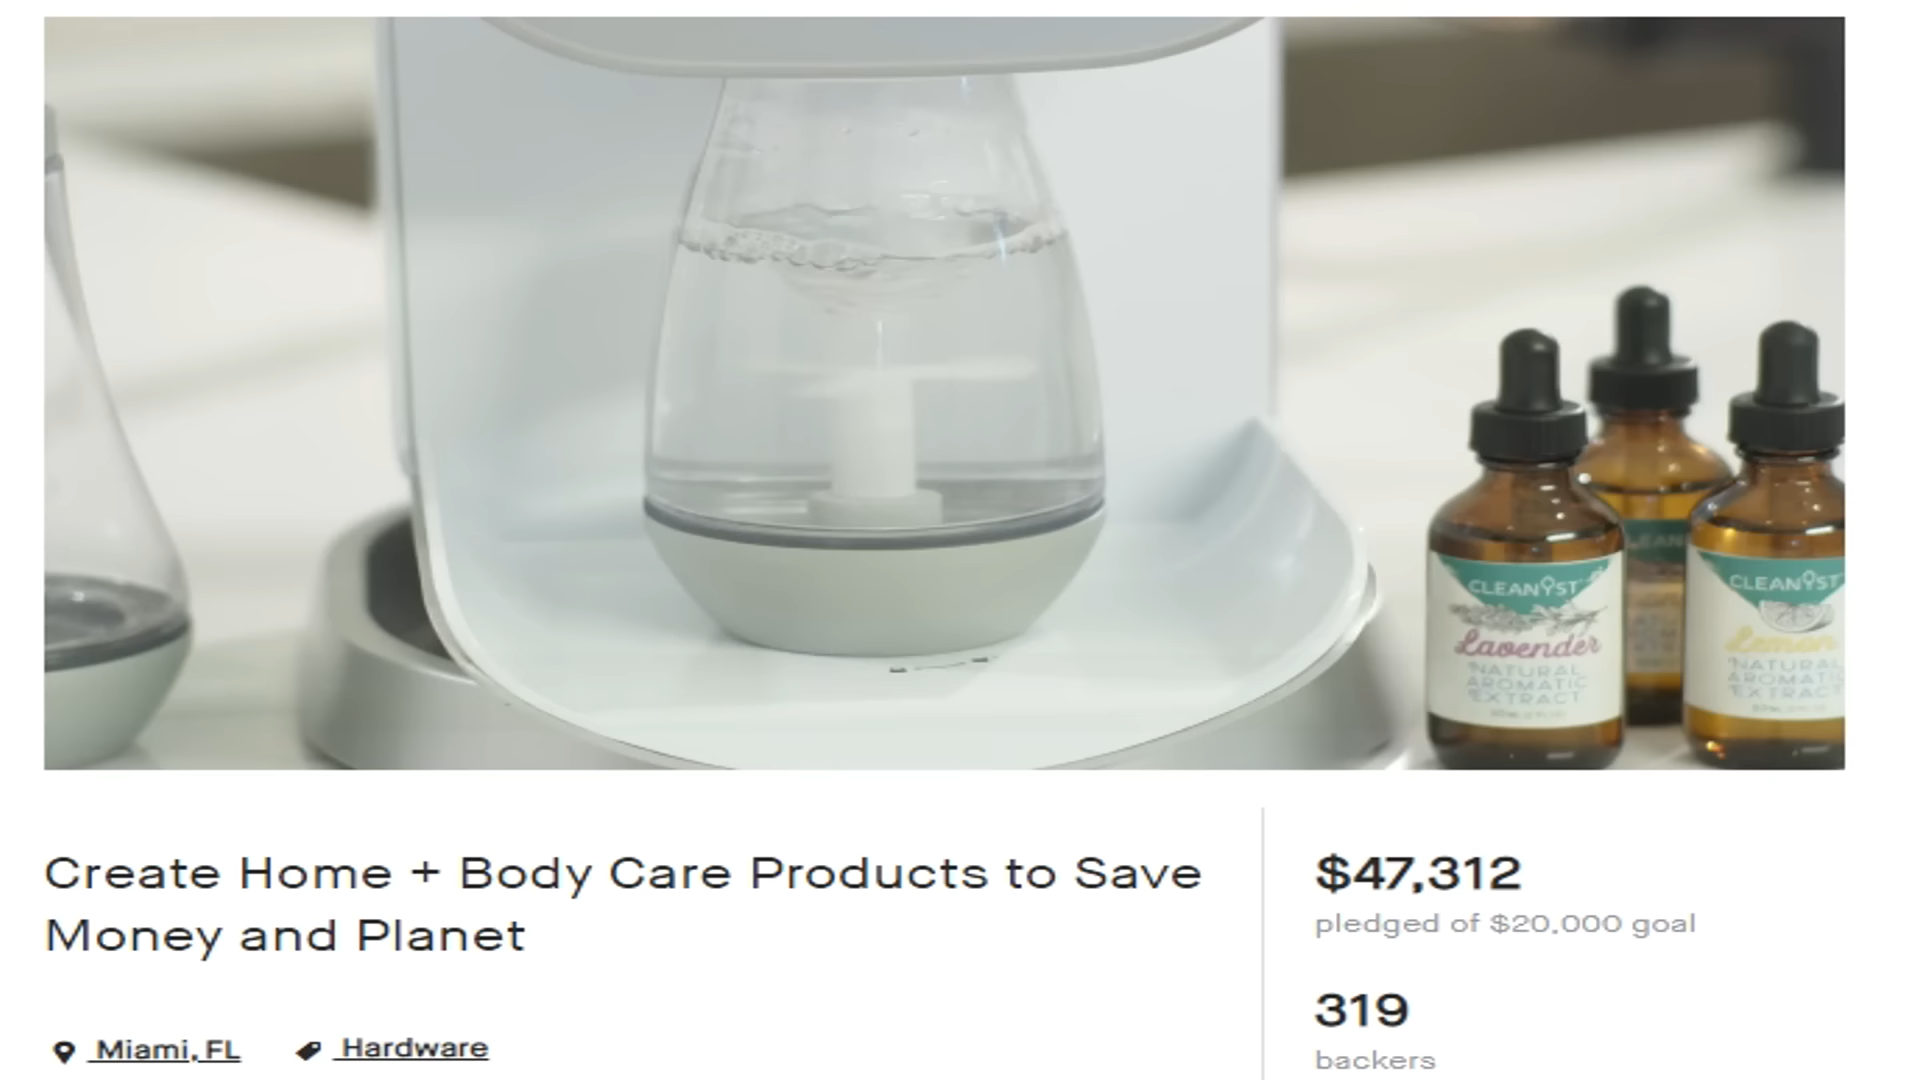 CLEANYST
Lavender
NATURAL
AROMATIC
EXTRACT
CLEAN
CLEANYST
Lemon
NATURAL
AROMATIC
EXTRACT
Create Home + Body Care Products to Save
Money and Planet
Miami, FL
Hardware
$47,312
pledged of $20,000 goal
319
backers